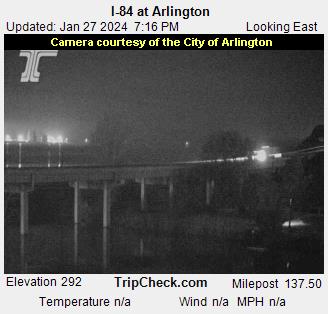 I-84 at Arlington
Updated: Jan 27 2024 7:16 PM Looking East
Camera courtesy of the City of Arlington
Elevation 292 TripCheck.com Milepost 137.50
Temperature n/a Wind n/a MPH n/a